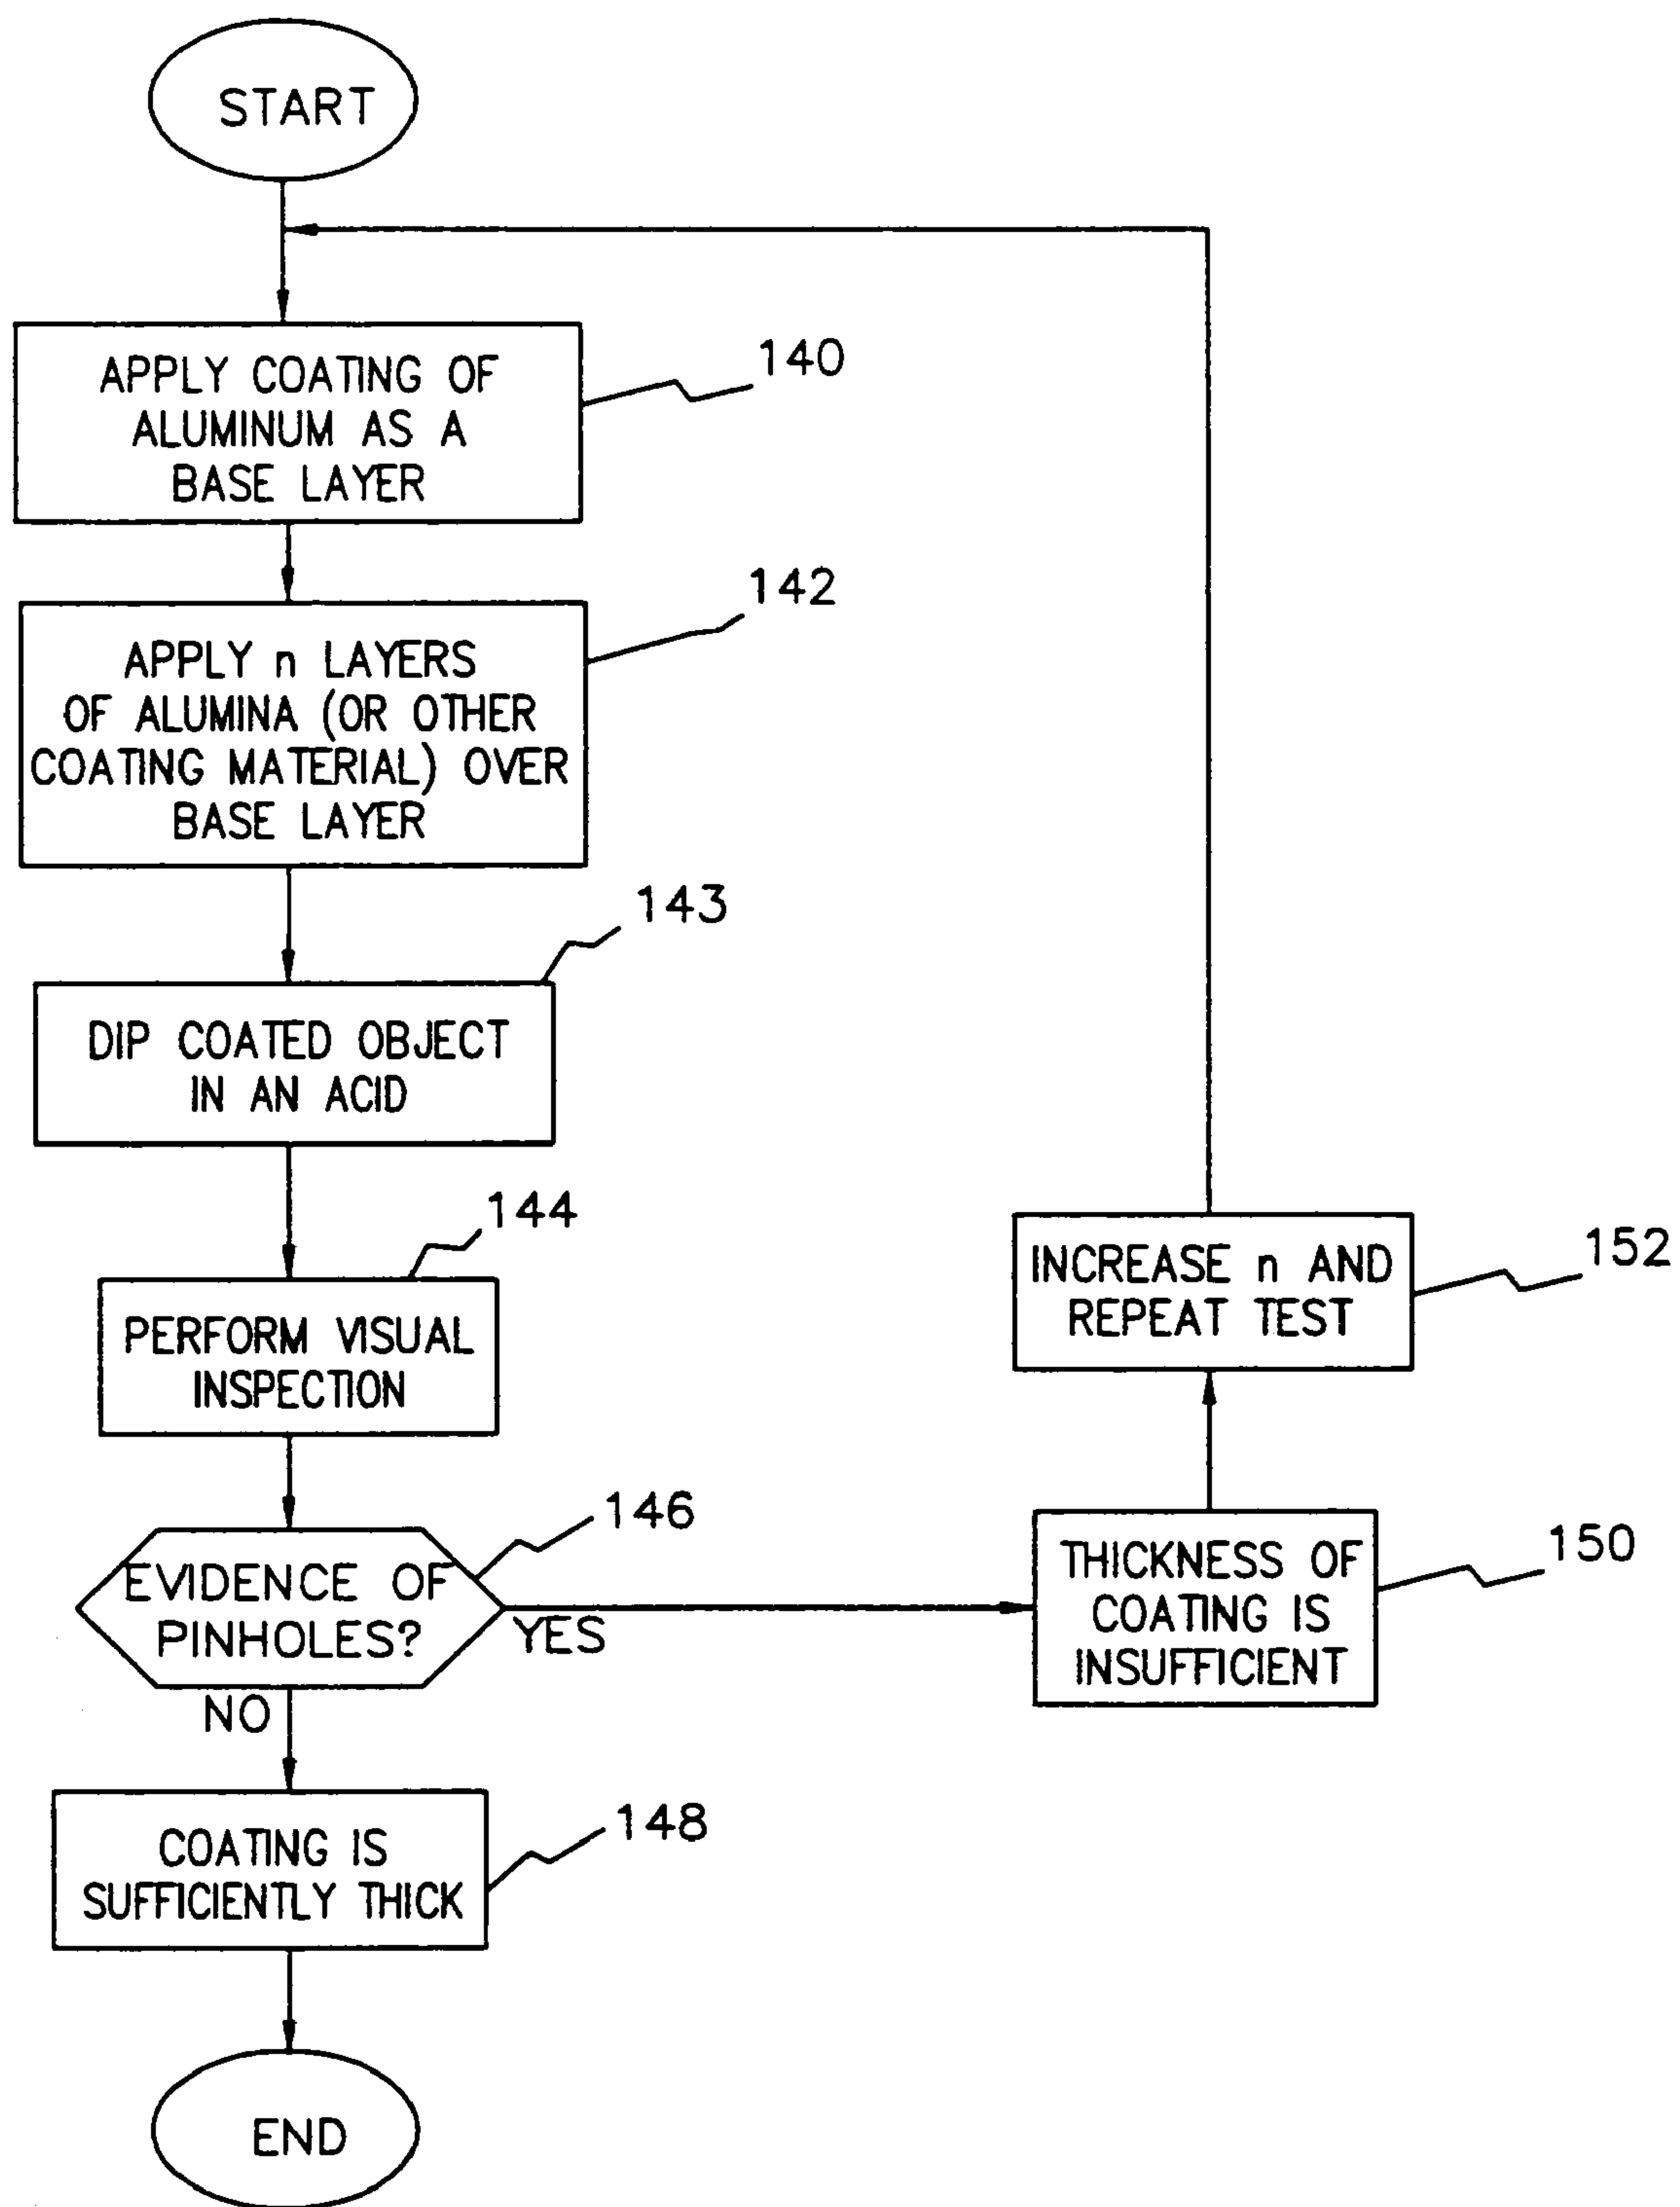 START
APPLY COATING OF
ALUMINUM AS A
BASE LAYER
140
APPLY n LAYERS
OF ALUMINA (OR OTHER
COATING MATERIAL) OVER
BASE LAYER
142
DIP COATED OBJECT
IN AN ACID
143
PERFORM VISUAL
INSPECTION
144
EVIDENCE OF
PINHOLES?
146
YES
NO
COATING IS
SUFFICIENTLY THICK
148
END
THICKNESS OF
COATING IS
INSUFFICIENT
150
INCREASE n AND
REPEAT TEST
152